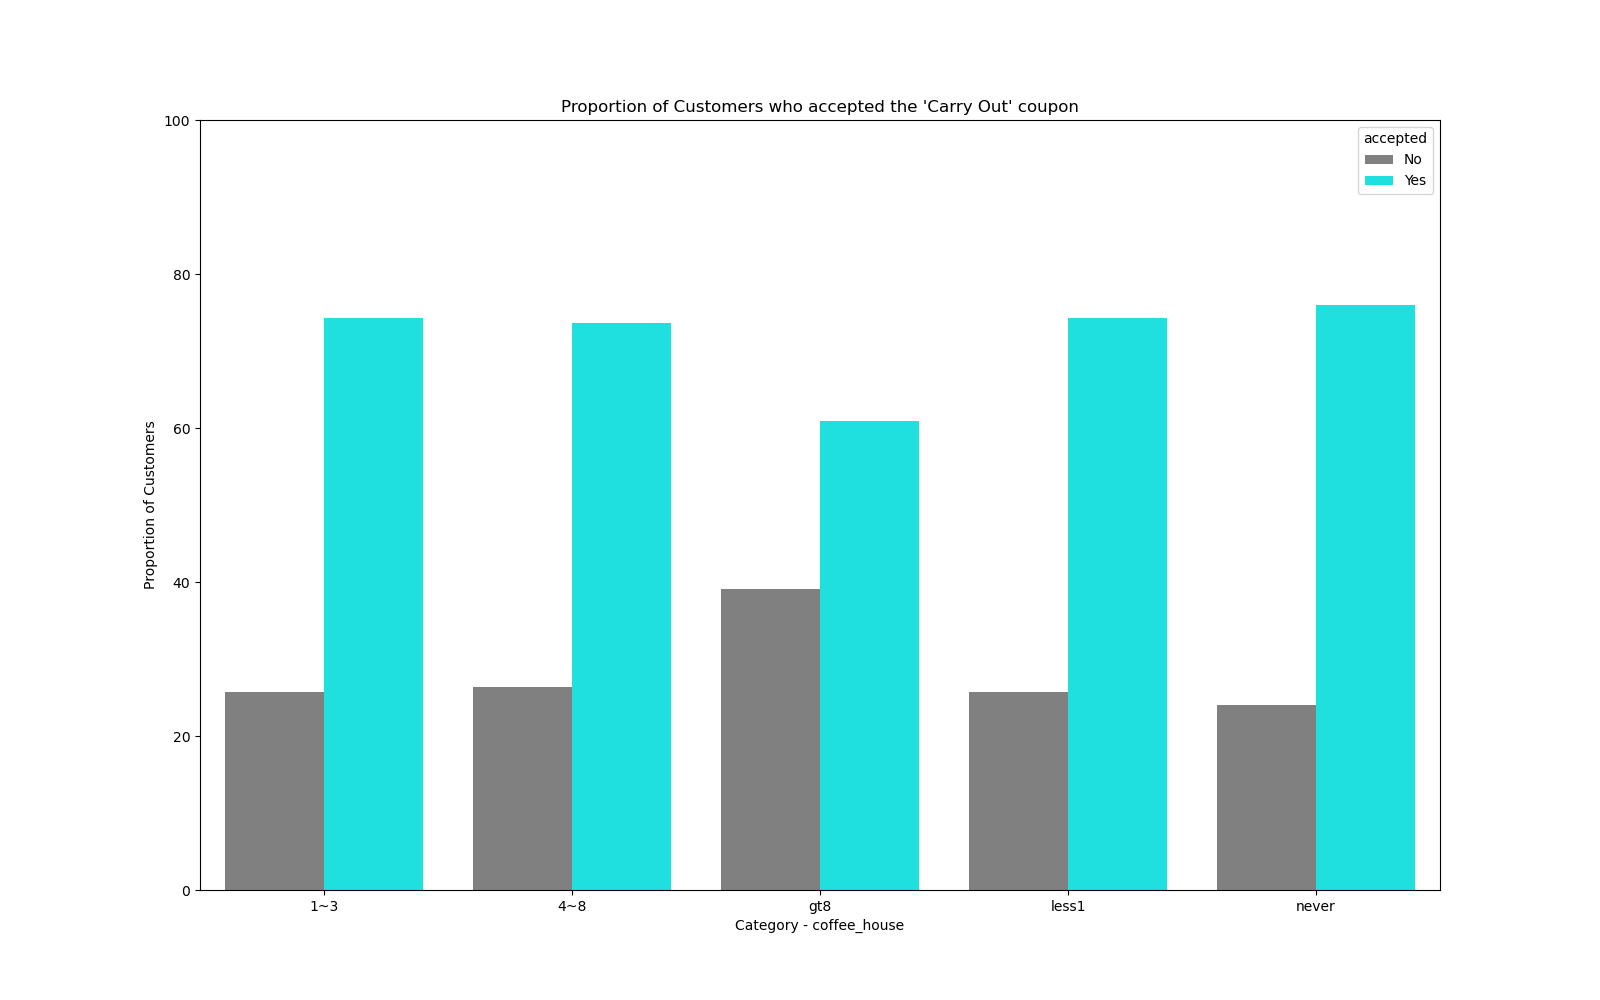 Proportion of Customers who accepted the 'Carry Out' coupon
accepted
No
Yes
Proportion of Customers
100
80
60
40
20
0
1~3
4~8
gt8
less1
never
Category - coffee_house